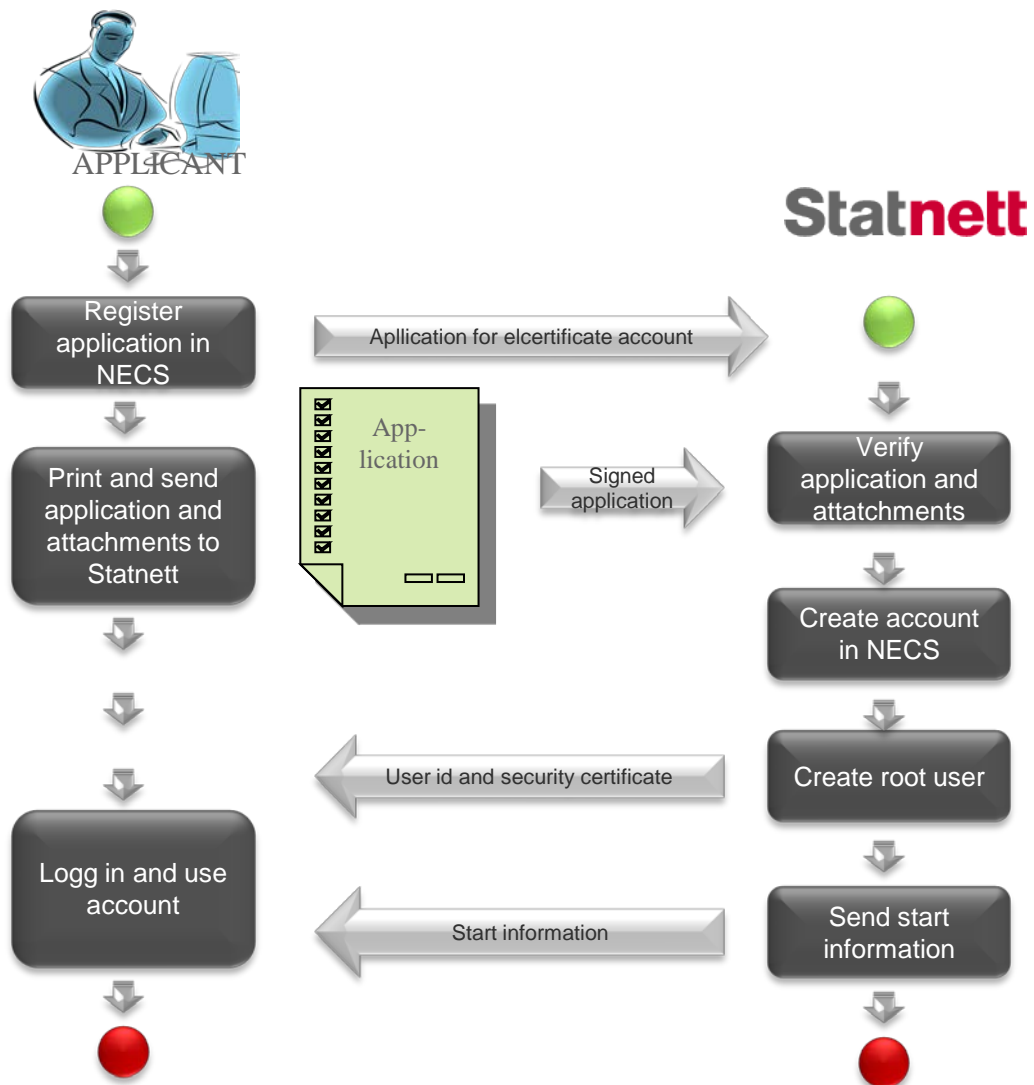 APPLICANT
Statnett
Register
application in
NECS
Apllication for elcertificate account
App-
lication
Print and send
application and
attachments to
Statnett
Signed
application
Verify
application and
attatchments
Create account
in NECS
User id and security certificate
Create root user
Logg in and use
account
Start information
Send start
information